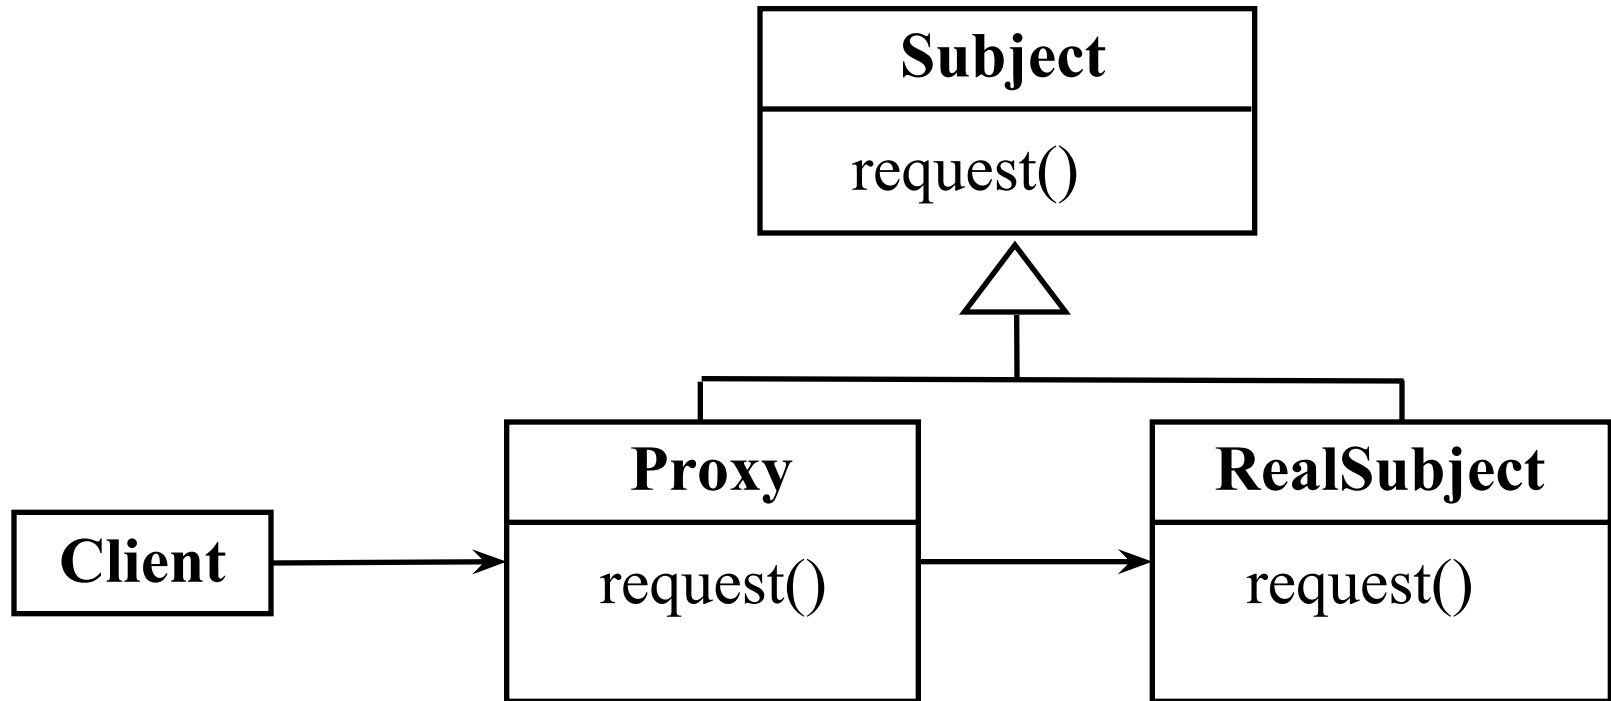 Subject
request()
Proxy
RealSubject
Client
request()
request()